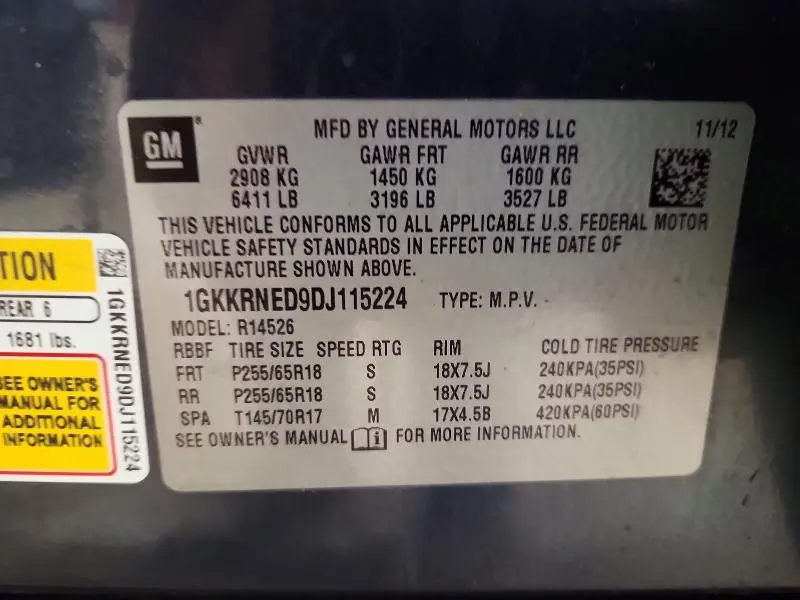 GM
®
MFD BY GENERAL MOTORS LLC 11/12
GVWR GAWR FRT GAWR RR
2908 KG 1450 KG 1600 KG
6411 LB 3196 LB 3527 LB
THIS VEHICLE CONFORMS TO ALL APPLICABLE U.S. FEDERAL MOTOR
VEHICLE SAFETY STANDARDS IN EFFECT ON THE DATE OF
MANUFACTURE SHOWN ABOVE.
1GKKRNED9DJ115224 TYPE: M.P.V.
MODEL: R14526
RBBF TIRE SIZE SPEED RTG RIM COLD TIRE PRESSURE
FRT P255/65R18 S 18X7.5J 240KPA(35PSI)
RR P255/65R18 S 18X7.5J 240KPA(35PSI)
SPA T145/70R17 M 17X4.5B 420KPA(60PSI)
SEE OWNER'S MANUAL FOR MORE INFORMATION.
TION
REAR 6
1681 lbs.
SEE OWNER'S
MANUAL FOR
ADDITIONAL
INFORMATION
1GKKRNED9DJ115224